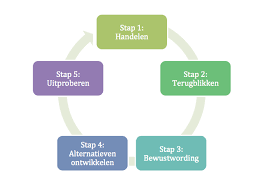 Stap 1:
Handelen
Stap 2:
Terugblikken
Stap 3:
Bewustwording
Stap 4:
Alternatieven
ontwikkelen
Stap 5:
Uitproberen